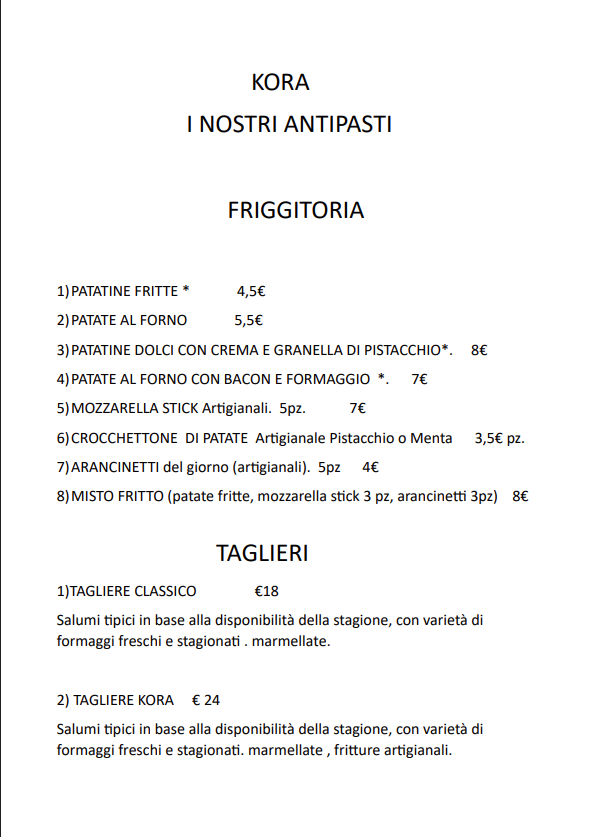 KORA
I NOSTRI ANTIPASTI
FRIGGITORIA
1)PATATINE FRITTE * 4,5€
2)PATATE AL FORNO 5,5€
3)PATATINE DOLCI CON CREMA E GRANELLA DI PISTACCHIO*. 8€
4)PATATE AL FORNO CON BACON E FORMAGGIO *. 7€
5)MOZZARELLA STICK Artigianali. 5pz. 7€
6)CROCCHETTONE DI PATATE Artigianale Pistacchio o Menta 3,5€ pz.
7)ARANCINETTI del giorno (artigianali). 5pz 4€
8)MISTO FRITTO (patate fritte, mozzarella stick 3 pz, arancinetti 3pz) 8€
TAGLIERI
1)TAGLIERE CLASSICO €18
Salumi tipici in base alla disponibilità della stagione, con varietà di
formaggi freschi e stagionati . marmellate.
2) TAGLIERE KORA € 24
Salumi tipici in base alla disponibilità della stagione, con varietà di
formaggi freschi e stagionati. marmellate , fritture artigianali.